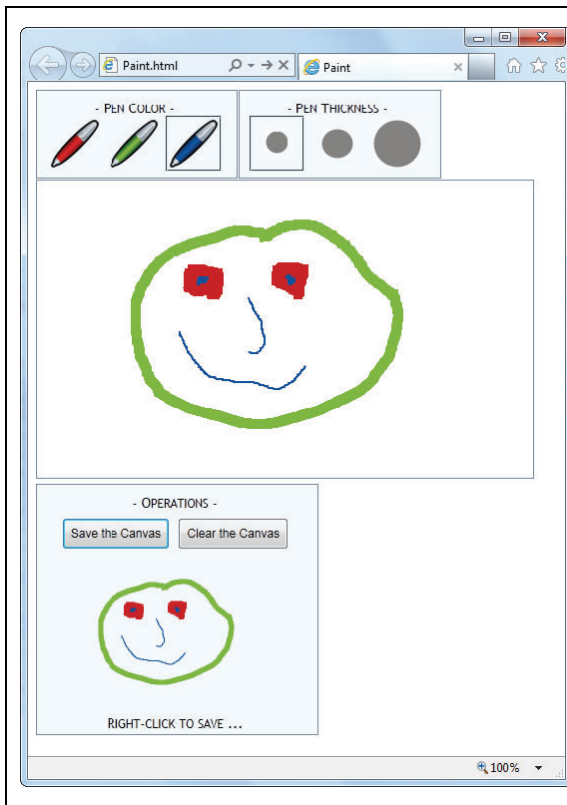 Paint.html
Paint
- PEN COLOR -
- PEN THICKNESS -
- OPERATIONS -
Save the Canvas
Clear the Canvas
RIGHT-CLICK TO SAVE ...
100%